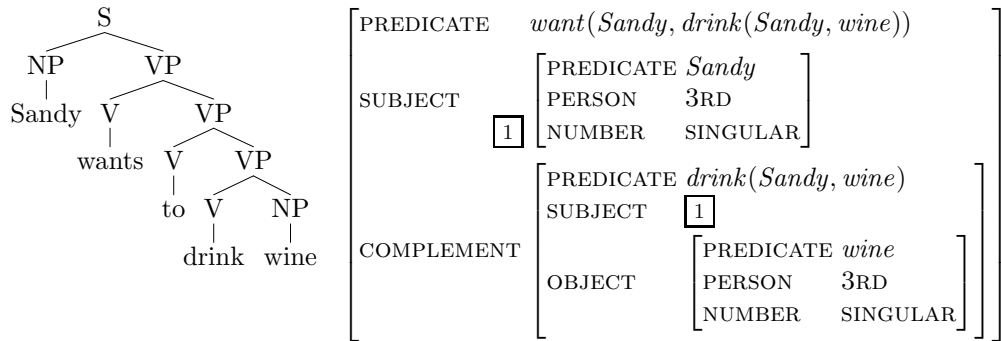 S
NP VP
Sandy V VP
wants V VP
to V NP
drink wine
PREDICATE want(Sandy, drink(Sandy, wine))
SUBJECT 1 PREDICATE Sandy
PERSON 3RD
NUMBER SINGULAR
COMPLEMENT PREDICATE drink(Sandy, wine)
SUBJECT 1
OBJECT PREDICATE wine
PERSON 3RD
NUMBER SINGULAR